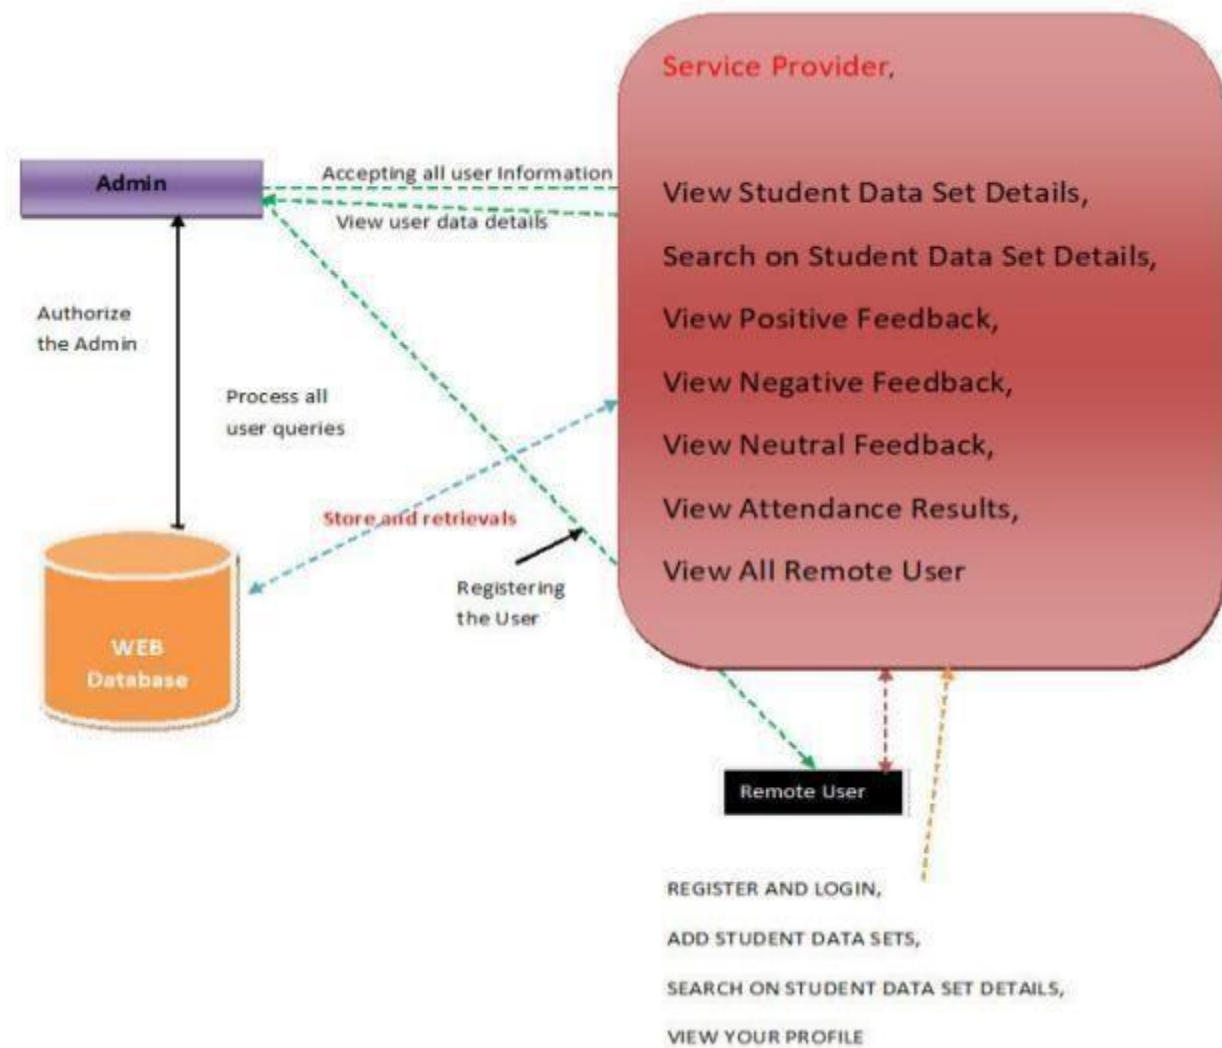 Service Provider,
Admin
Accepting all user Information
View user data details
View Student Data Set Details,
Search on Student Data Set Details,
View Positive Feedback,
View Negative Feedback,
View Neutral Feedback,
View Attendance Results,
View All Remote User
Authorize
the Admin
Process all
user queries
Store and retrievals
Registering
the User
WEB
Database
Remote User
REGISTER AND LOGIN,
ADD STUDENT DATA SETS,
SEARCH ON STUDENT DATA SET DETAILS,
VIEW YOUR PROFILE